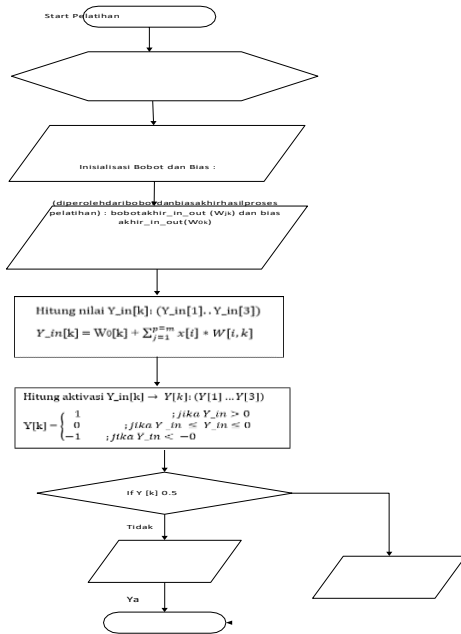 Start Pelatihan
Inisialisasi Bobot dan Bias :
(diperolehdaribobotdanbiasakhirhasilproses
pelatihan) : bobotakhir_in_out (Wjk) dan bias
akhir_in_out(W0k)
Hitung nilai Y_in[k]: (Y_in[1]. . Y_in[3])
Y_in[k] = W0[k] + ∑_{j=1}^{p=m} x[i] * W[i, k]
Hitung aktivasi Y_in[k] → Y[k]: (Y[1] ...Y[3])
1 ; jika Y_in > 0
Y[k] = { 0 ; jika Y_in ≤ Y_in ≤ 0
−1 ; jika Y_in < −0
If Y [k] 0.5
Tidak
Ya